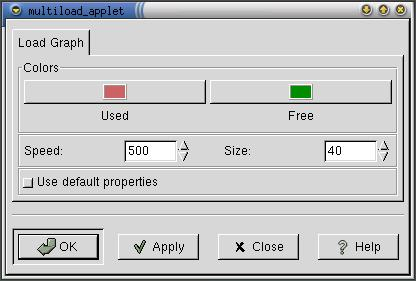 multiload_applet
Load Graph
Colors
Used Free
Speed: 500 Size: 40
Use default properties
OK Apply Close Help